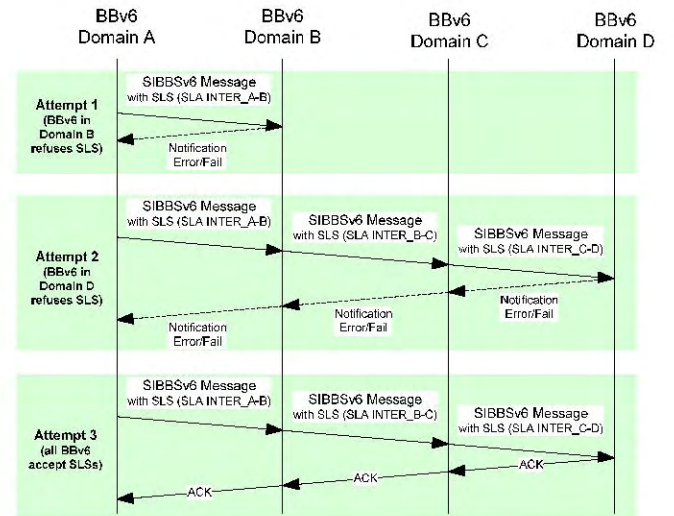 BBv6
Domain A
BBv6
Domain B
BBv6
Domain C
BBv6
Domain D
Attempt 1
(BBv6 in
Domain B
refuses SLS)
SIBBSv6 Message
with SLS (SLA INTER_A-B)
Notification
Error/Fail
Attempt 2
(BBv6 in
Domain D
refuses SLS)
SIBBSv6 Message
with SLS (SLA INTER_A-B)
SIBBSv6 Message
with SLS (SLA INTER_B-C)
SIBBSv6 Message
with SLS (SLA INTER_C-D)
Notification
Error/Fail
Notification
Error/Fail
Notification
Error/Fail
Attempt 3
(all BBv6
accept SLSs)
SIBBSv6 Message
with SLS (SLA INTER_A-B)
SIBBSv6 Message
with SLS (SLA INTER_B-C)
SIBBSv6 Message
with SLS (SLA INTER_C-D)
ACK
ACK
ACK